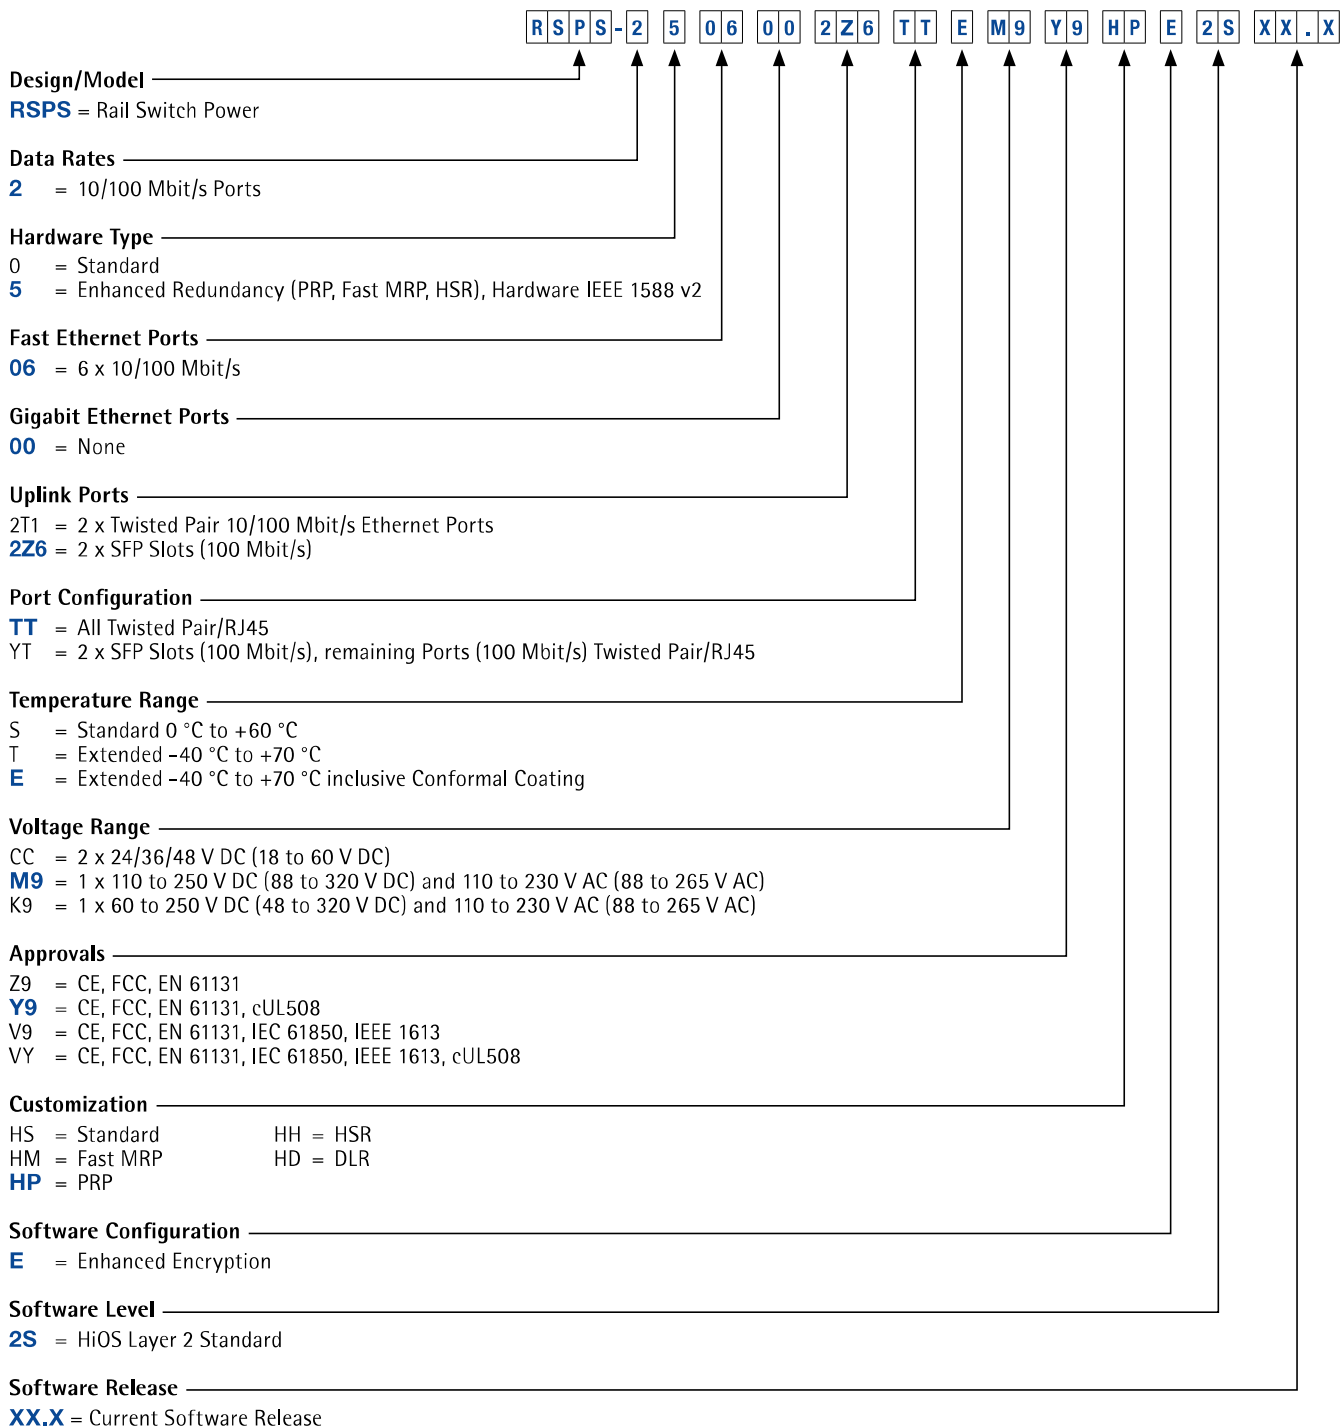 RSPS-2 5 06 00 2Z6 TT E M9 Y9 HP E 2S XX.X
Design/Model
RSPS = Rail Switch Power
Data Rates
2 = 10/100 Mbit/s Ports
Hardware Type
0 = Standard
5 = Enhanced Redundancy (PRP, Fast MRP, HSR), Hardware IEEE 1588 v2
Fast Ethernet Ports
06 = 6 x 10/100 Mbit/s
Gigabit Ethernet Ports
00 = None
Uplink Ports
2T1 = 2 x Twisted Pair 10/100 Mbit/s Ethernet Ports
2Z6 = 2 x SFP Slots (100 Mbit/s)
Port Configuration
TT = All Twisted Pair/RJ45
YT = 2 x SFP Slots (100 Mbit/s), remaining Ports (100 Mbit/s) Twisted Pair/RJ45
Temperature Range
S = Standard 0 °C to +60 °C
T = Extended -40 °C to +70 °C
E = Extended -40 °C to +70 °C inclusive Conformal Coating
Voltage Range
CC = 2 x 24/36/48 V DC (18 to 60 V DC)
M9 = 1 x 110 to 250 V DC (88 to 320 V DC) and 110 to 230 V AC (88 to 265 V AC)
K9 = 1 x 60 to 250 V DC (48 to 320 V DC) and 110 to 230 V AC (88 to 265 V AC)
Approvals
Z9 = CE, FCC, EN 61131
Y9 = CE, FCC, EN 61131, cUL508
V9 = CE, FCC, EN 61131, IEC 61850, IEEE 1613
VY = CE, FCC, EN 61131, IEC 61850, IEEE 1613, cUL508
Customization
HS = Standard HH = HSR
HM = Fast MRP HD = DLR
HP = PRP
Software Configuration
E = Enhanced Encryption
Software Level
2S = HiOS Layer 2 Standard
Software Release
XX.X = Current Software Release